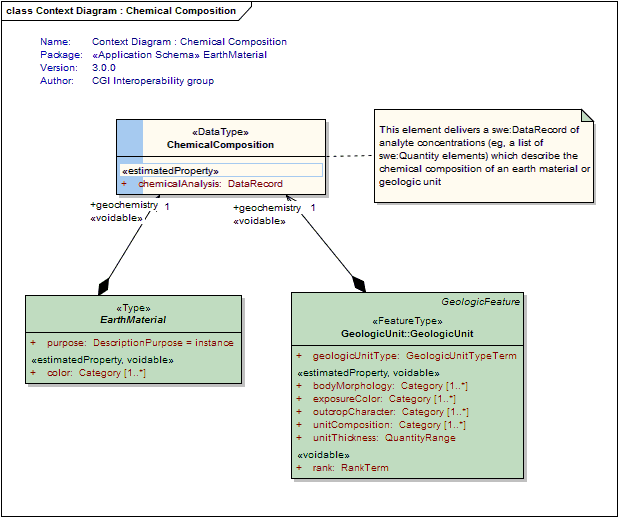 class Context Diagram : Chemical Composition
Name: Context Diagram : Chemical Composition
Package: «Application Schema» EarthMaterial
Version: 3.0.0
Author: CGI Interoperability group
«DataType»
ChemicalComposition
«estimatedProperty»
+ chemicalAnalysis: DataRecord
This element delivers a swe:DataRecord of
analyte concentrations (eg, a list of
swe:Quantity elements) which describe the
chemical composition of an earth material or
geologic unit
+geochemistry 1
«voidable»
+geochemistry 1
«voidable»
«Type»
EarthMaterial
+ purpose: DescriptionPurpose = instance
«estimatedProperty, voidable»
+ color: Category [1..*]
GeologicFeature
«FeatureType»
GeologicUnit::GeologicUnit
+ geologicUnitType: GeologicUnitTypeTerm
«estimatedProperty, voidable»
+ bodyMorphology: Category [1..*]
+ exposureColor: Category [1..*]
+ outcropCharacter: Category [1..*]
+ unitComposition: Category [1..*]
+ unitThickness: QuantityRange
«voidable»
+ rank: RankTerm